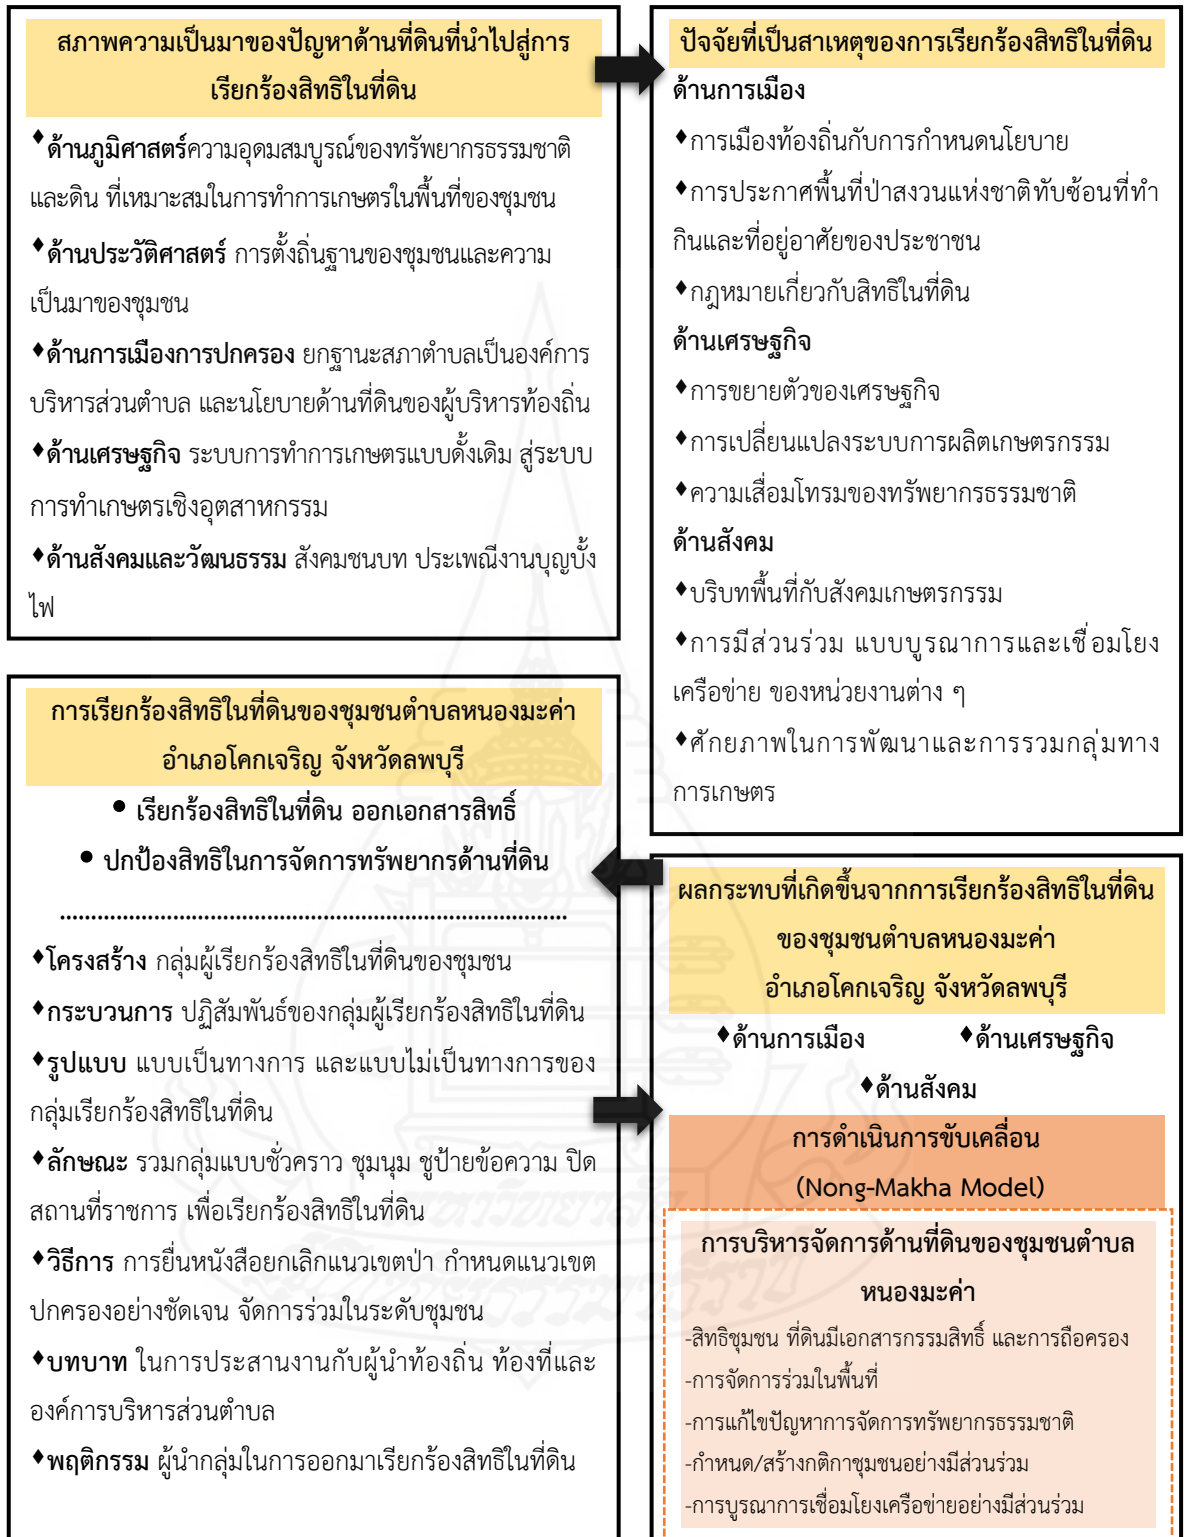 สภาพความเป็นมาของปัญหาด้านที่ดินที่นำไปสู่การ
เรียกร้องสิทธิในที่ดิน
♦ด้านภูมิศาสตร์ความอุดมสมบูรณ์ของทรัพยากรธรรมชาติ
และดิน ที่เหมาะสมในการทำการเกษตรในพื้นที่ของชุมชน
♦ด้านประวัติศาสตร์ การตั้งถิ่นฐานของชุมชนและความ
เป็นมาของชุมชน
♦ด้านการเมืองการปกครอง ยกฐานะสภาตำบลเป็นองค์การ
บริหารส่วนตำบล และนโยบายด้านที่ดินของผู้บริหารท้องถิ่น
♦ด้านเศรษฐกิจ ระบบการทำการเกษตรแบบดั้งเดิม สู่ระบบ
การทำเกษตรเชิงอุตสาหกรรม
♦ด้านสังคมและวัฒนธรรม สังคมชนบท ประเพณีงานบุญบั้ง
ไฟ
ปัจจัยที่เป็นสาเหตุของการเรียกร้องสิทธิในที่ดิน
ด้านการเมือง
♦การเมืองท้องถิ่นกับการกำหนดนโยบาย
♦การประกาศพื้นที่ป่าสงวนแห่งชาติทับซ้อนที่ทำ
กินและที่อยู่อาศัยของประชาชน
♦กฎหมายเกี่ยวกับสิทธิในที่ดิน
ด้านเศรษฐกิจ
♦การขยายตัวของเศรษฐกิจ
♦การเปลี่ยนแปลงระบบการผลิตเกษตรกรรม
♦ความเสื่อมโทรมของทรัพยากรธรรมชาติ
ด้านสังคม
♦บริบทพื้นที่กับสังคมเกษตรกรรม
♦การมีส่วนร่วม แบบบูรณาการและเชื่อมโยง
เครือข่าย ของหน่วยงานต่าง ๆ
♦ศักยภาพในการพัฒนาและการรวมกลุ่มทาง
การเกษตร
การเรียกร้องสิทธิในที่ดินของชุมชนตำบลหนองมะค่า
อำเภอโคกเจริญ จังหวัดลพบุรี
● เรียกร้องสิทธิในที่ดิน ออกเอกสารสิทธิ์
● ปกป้องสิทธิในการจัดการทรัพยากรด้านที่ดิน
........................................................................
♦โครงสร้าง กลุ่มผู้เรียกร้องสิทธิในที่ดินของชุมชน
♦กระบวนการ ปฏิสัมพันธ์ของกลุ่มผู้เรียกร้องสิทธิในที่ดิน
♦รูปแบบ แบบเป็นทางการ และแบบไม่เป็นทางการของ
กลุ่มเรียกร้องสิทธิในที่ดิน
♦ลักษณะ รวมกลุ่มแบบชั่วคราว ชุมนุม ชูป้ายข้อความ ปิด
สถานที่ราชการ เพื่อเรียกร้องสิทธิในที่ดิน
♦วิธีการ การยื่นหนังสือยกเลิกแนวเขตป่า กำหนดแนวเขต
ปกครองอย่างชัดเจน จัดการร่วมในระดับชุมชน
♦บทบาท ในการประสานงานกับผู้นำท้องถิ่น ท้องที่และ
องค์การบริหารส่วนตำบล
♦พฤติกรรม ผู้นำกลุ่มในการออกมาเรียกร้องสิทธิในที่ดิน
ผลกระทบที่เกิดขึ้นจากการเรียกร้องสิทธิในที่ดิน
ของชุมชนตำบลหนองมะค่า
อำเภอโคกเจริญ จังหวัดลพบุรี
♦ด้านการเมือง ♦ด้านเศรษฐกิจ
♦ด้านสังคม
การดำเนินการขับเคลื่อน
(Nong-Makha Model)
การบริหารจัดการด้านที่ดินของชุมชนตำบล
หนองมะค่า
-สิทธิชุมชน ที่ดินมีเอกสารกรรมสิทธิ์ และการถือครอง
-การจัดการร่วมในพื้นที่
-การแก้ไขปัญหาการจัดการทรัพยากรธรรมชาติ
-กำหนด/สร้างกติกาชุมชนอย่างมีส่วนร่วม
-การบูรณาการเชื่อมโยงเครือข่ายอย่างมีส่วนร่วม